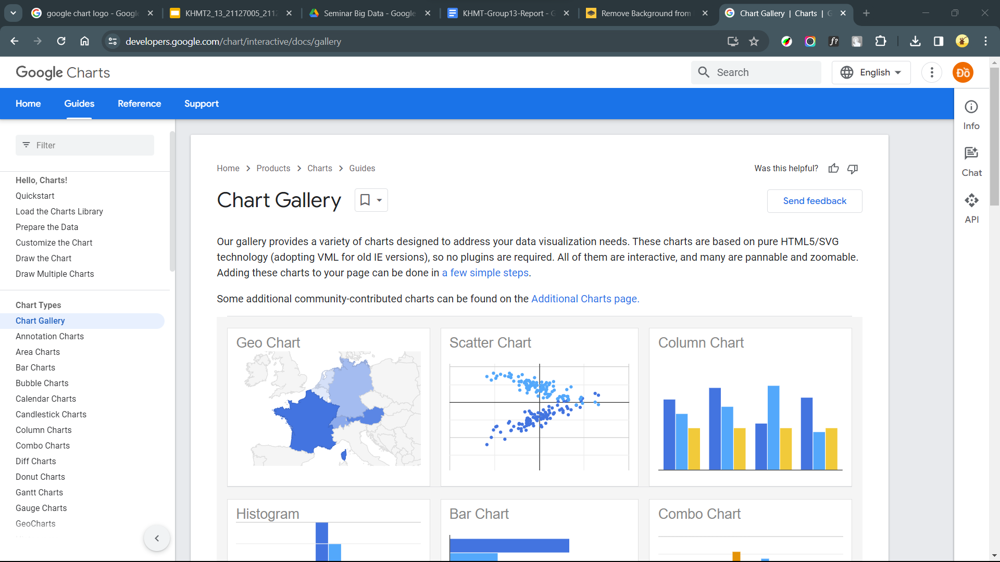 google chart logo - Google
KHMT2_13_21127005_2112
Seminar Big Data - Google
KHMT-Group13-Report - G
Remove Background from
Chart Gallery | Charts | G
developers.google.com/chart/interactive/docs/gallery
f?
Google Charts
Search
English
Đồ
Home
Guides
Reference
Support
Info
Chat
API
Filter
Hello, Charts!
Quickstart
Load the Charts Library
Prepare the Data
Customize the Chart
Draw the Chart
Draw Multiple Charts
Chart Types
Chart Gallery
Annotation Charts
Area Charts
Bar Charts
Bubble Charts
Calendar Charts
Candlestick Charts
Column Charts
Combo Charts
Diff Charts
Donut Charts
Gantt Charts
Gauge Charts
GeoCharts
Home > Products > Charts > Guides
Was this helpful?
Chart Gallery
Send feedback
Our gallery provides a variety of charts designed to address your data visualization needs. These charts are based on pure HTML5/SVG
technology (adopting VML for old IE versions), so no plugins are required. All of them are interactive, and many are pannable and zoomable.
Adding these charts to your page can be done in a few simple steps.
Some additional community-contributed charts can be found on the Additional Charts page.
Geo Chart
Scatter Chart
Column Chart
Histogram
Bar Chart
Combo Chart